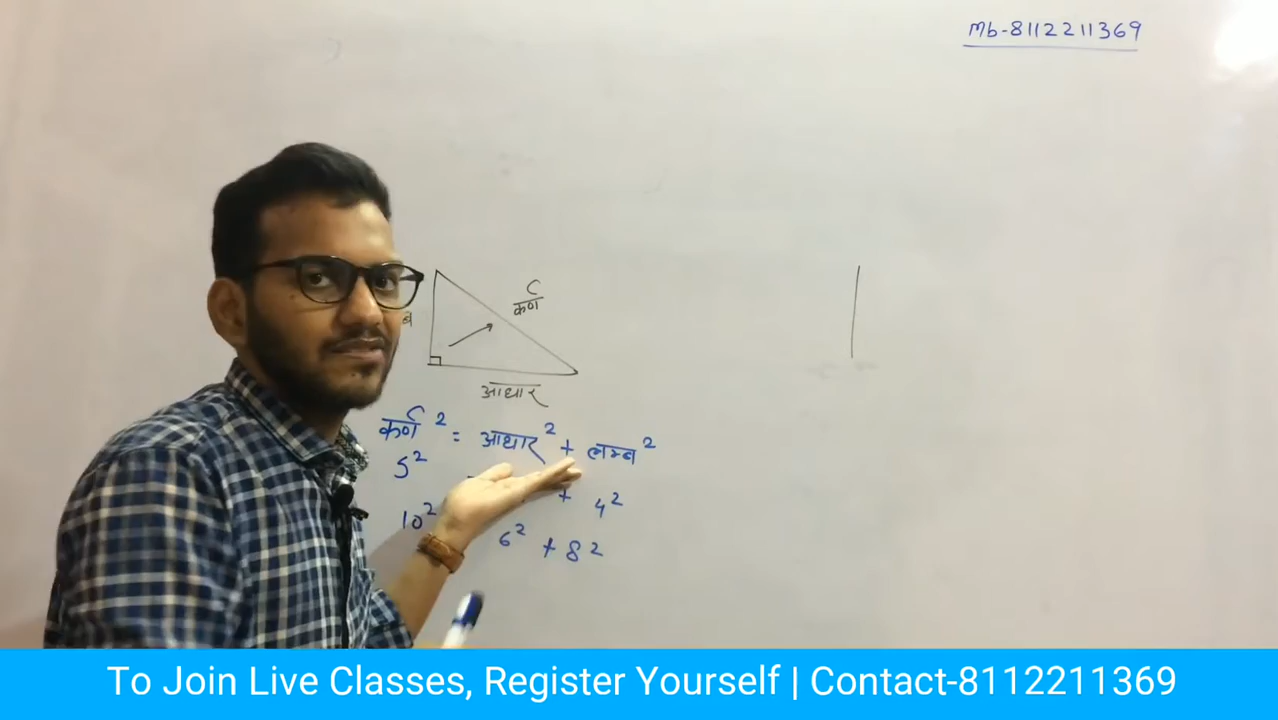 Mb-8112211369
कर्ण
आधार
कर्ण² = आधार² + लम्ब²
5² + 4²
10² 6² + 8²
To Join Live Classes, Register Yourself | Contact-8112211369